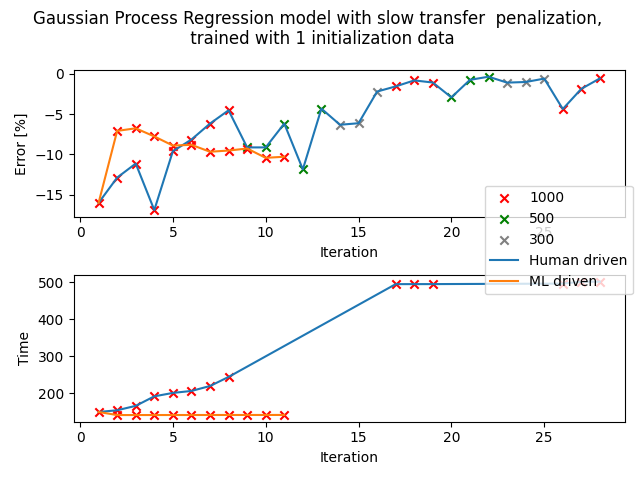 Gaussian Process Regression model with slow transfer  penalization,
trained with 1 initialization data
0
−5
−10
−15
Error [%]
0 5 10 15 20 25
Iteration
1000
500
300
Human driven
ML driven
500
400
300
200
Time
0 5 10 15 20 25
Iteration